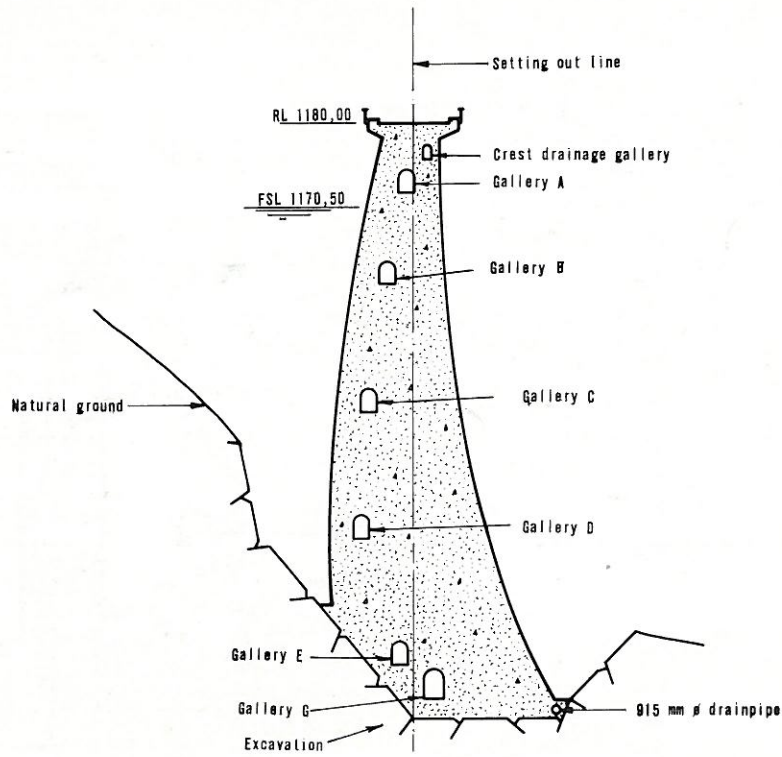 Setting out line
RL 1180,00
Crest drainage gallery
Gallery A
FSL 1170,50
Gallery B
Gallery C
Natural ground
Gallery D
Gallery E
Gallery G
915 mm ø drainpipe
Excavation